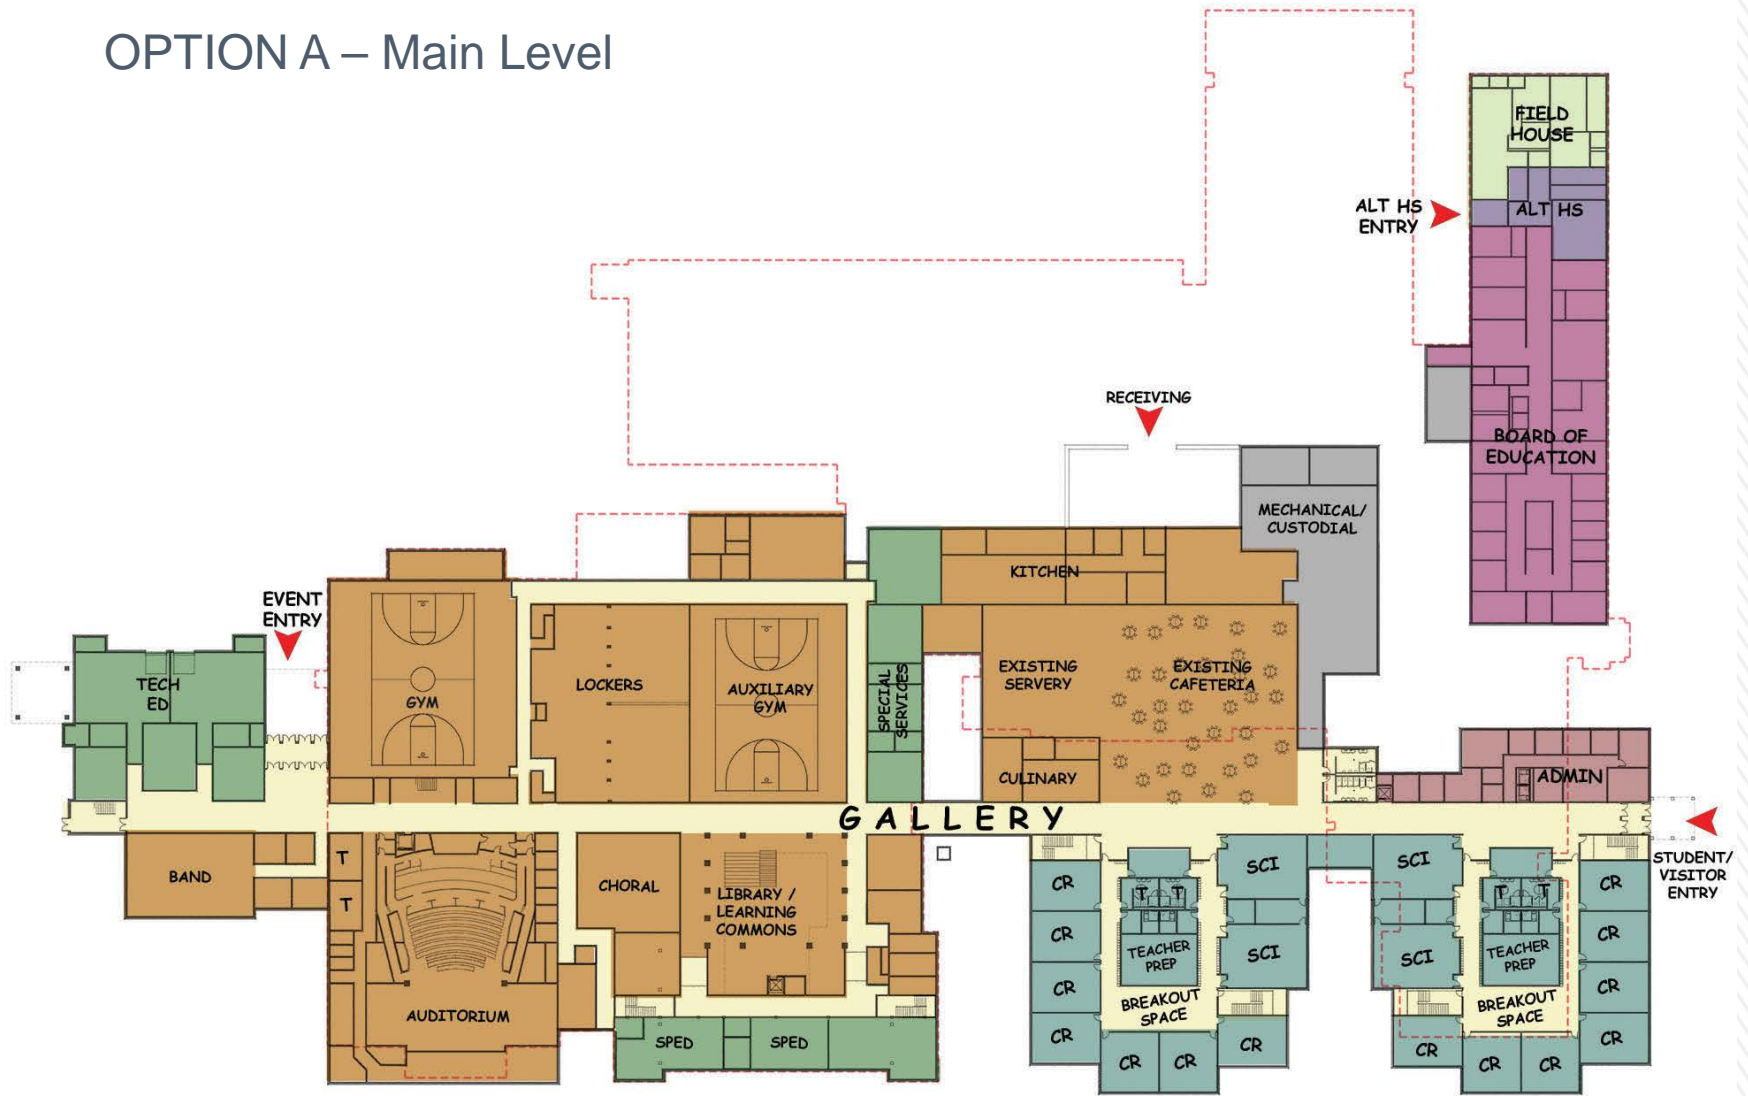 OPTION A – Main Level
FIELD
HOUSE
ALT HS
ENTRY
ALT HS
RECEIVING
BOARD OF
EDUCATION
MECHANICAL/
CUSTODIAL
KITCHEN
EVENT
ENTRY
TECH
ED
GYM
LOCKERS
AUXILIARY
GYM
SPECIAL
SERVICES
EXISTING
SERVERY
EXISTING
CAFETERIA
CULINARY
ADMIN
GALLERY
STUDENT/
VISITOR
ENTRY
BAND
T
T
CHORAL
LIBRARY /
LEARNING
COMMONS
AUDITORIUM
SPED
SPED
CR
CR
CR
CR
CR
CR
CR
T
T
TEACHER
PREP
BREAKOUT
SPACE
SCI
SCI
SCI
SCI
T
T
TEACHER
PREP
BREAKOUT
SPACE
CR
CR
CR
CR
CR
CR
CR